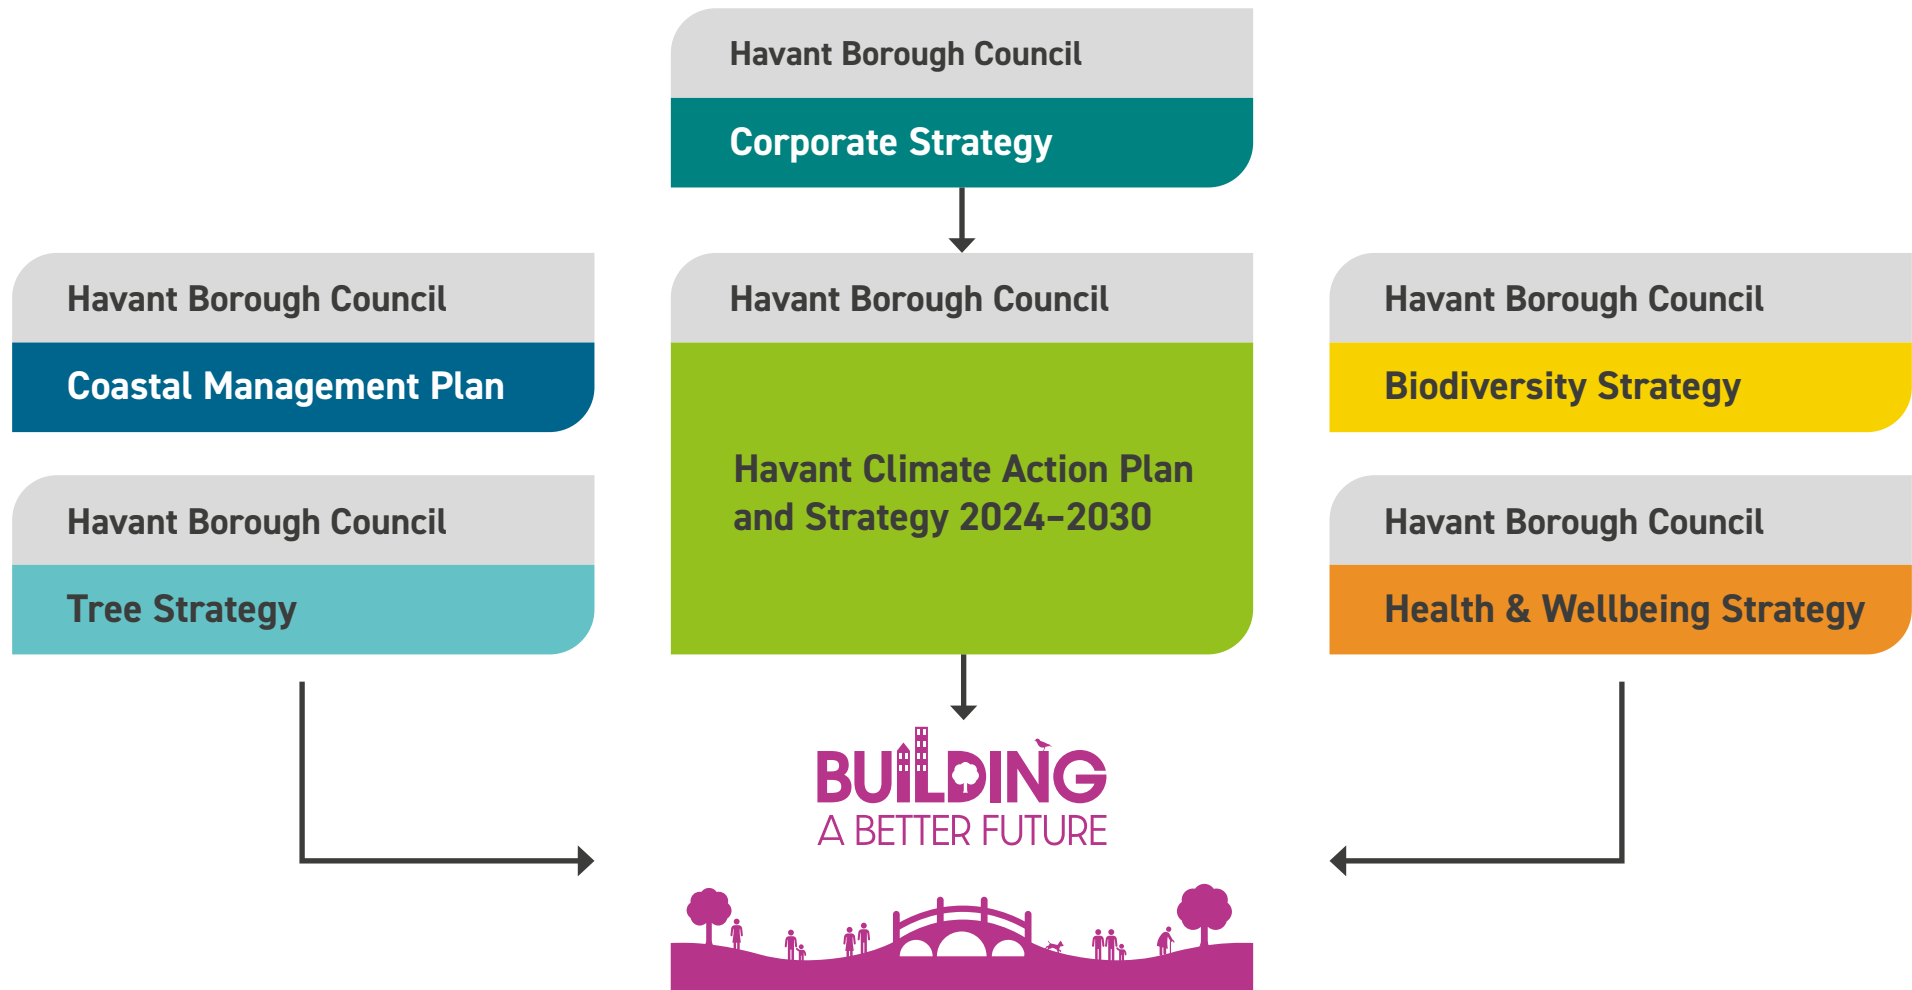 Havant Borough Council
Corporate Strategy
Havant Borough Council
Coastal Management Plan
Havant Borough Council
Tree Strategy
Havant Borough Council
Havant Climate Action Plan
and Strategy 2024–2030
Havant Borough Council
Biodiversity Strategy
Havant Borough Council
Health & Wellbeing Strategy
BUILDING
A BETTER FUTURE